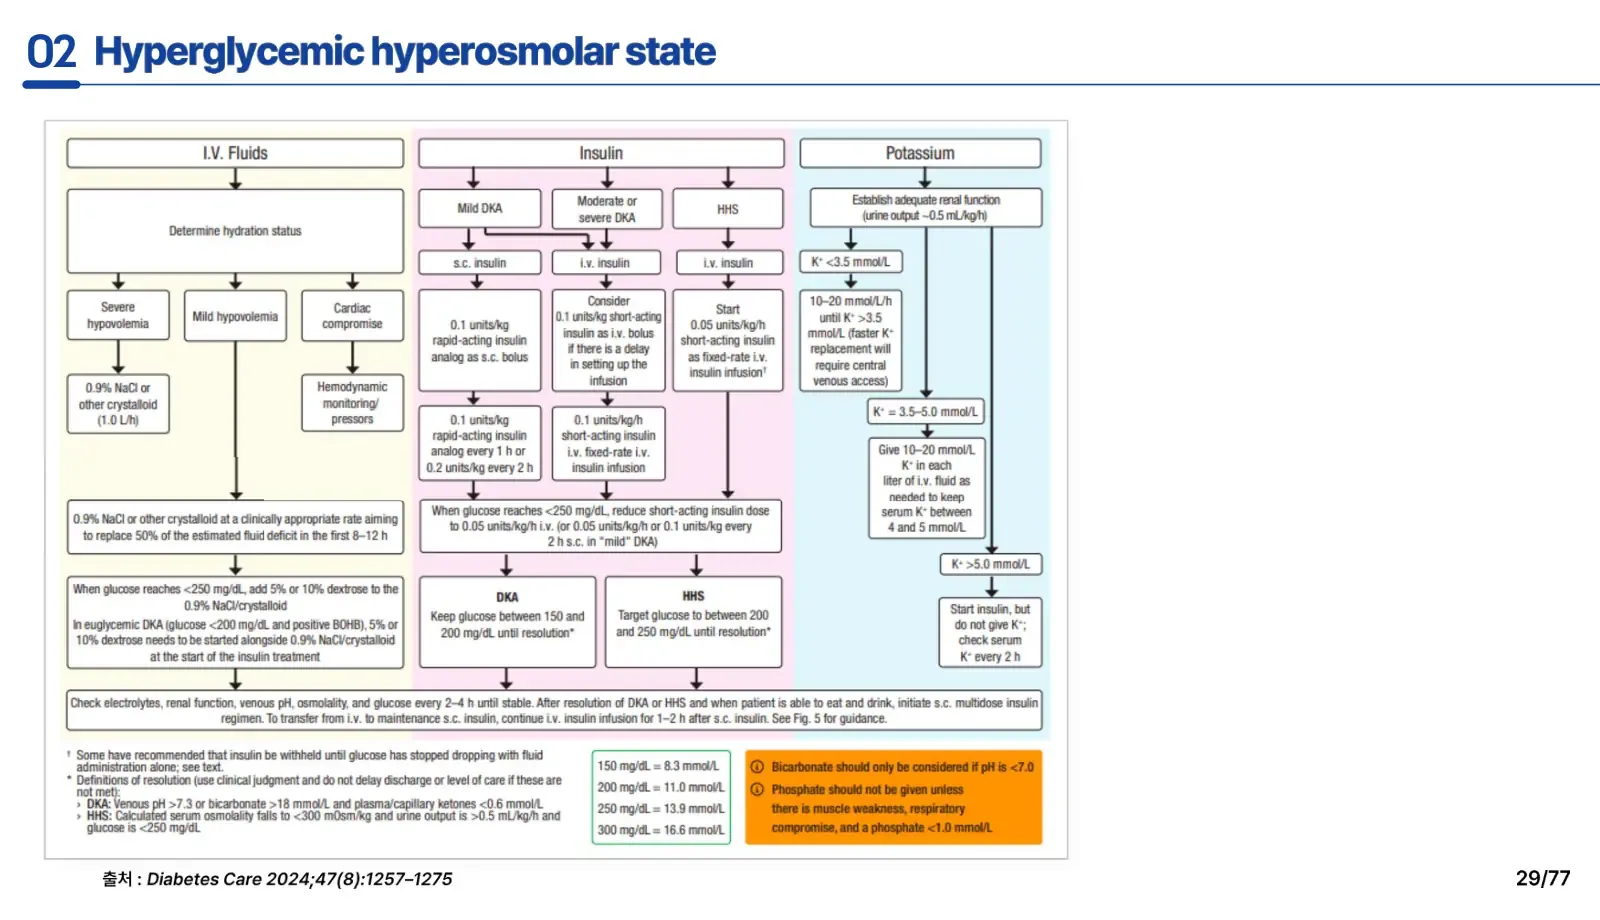 02 Hyperglycemic hyperosmolar state
I.V. Fluids
Determine hydration status
Severe
hypovolemia
Mild hypovolemia
Cardiac
compromise
0.9% NaCl or
other crystalloid
(1.0 L/h)
Hemodynamic
monitoring/
pressors
0.9% NaCl or other crystalloid at a clinically appropriate rate aiming
to replace 50% of the estimated fluid deficit in the first 8–12 h
When glucose reaches <250 mg/dL, add 5% or 10% dextrose to the
0.9% NaCl/crystalloid
In euglycemic DKA (glucose <200 mg/dL and positive BOHB), 5% or
10% dextrose needs to be started alongside 0.9% NaCl/crystalloid
at the start of the insulin treatment
Insulin
Mild DKA
Moderate or
severe DKA
HHS
s.c. insulin
i.v. insulin
i.v. insulin
0.1 units/kg
rapid-acting insulin
analog as s.c. bolus
Consider
0.1 units/kg short-acting
insulin as i.v. bolus
if there is a delay
in setting up the
infusion
Start
0.05 units/kg/h
short-acting insulin
as fixed-rate i.v.
insulin infusion†
0.1 units/kg
rapid-acting insulin
analog every 1 h or
0.2 units/kg every 2 h
0.1 units/kg/h
short-acting insulin
i.v. fixed-rate i.v.
insulin infusion
When glucose reaches <250 mg/dL, reduce short-acting insulin dose
to 0.05 units/kg/h i.v. (or 0.05 units/kg/h or 0.1 units/kg every
2 h s.c. in "mild" DKA)
DKA
Keep glucose between 150 and
200 mg/dL until resolution*
HHS
Target glucose to between 200
and 250 mg/dL until resolution*
Potassium
Establish adequate renal function
(urine output ~0.5 mL/kg/h)
K⁺ <3.5 mmol/L
10–20 mmol/L/h
until K⁺ >3.5
mmol/L (faster K⁺
replacement will
require central
venous access)
K⁺ = 3.5–5.0 mmol/L
Give 10–20 mmol/L
K⁺ in each
liter of i.v. fluid as
needed to keep
serum K⁺ between
4 and 5 mmol/L
K⁺ >5.0 mmol/L
Start insulin, but
do not give K⁺;
check serum
K⁺ every 2 h
Check electrolytes, renal function, venous pH, osmolality, and glucose every 2–4 h until stable. After resolution of DKA or HHS and when patient is able to eat and drink, initiate s.c. multidose insulin
regimen. To transfer from i.v. to maintenance s.c. insulin, continue i.v. insulin infusion for 1–2 h after s.c. insulin. See Fig. 5 for guidance.
† Some have recommended that insulin be withheld until glucose has stopped dropping with fluid
administration alone; see text.
* Definitions of resolution (use clinical judgment and do not delay discharge or level of care if these are
not met):
› DKA: Venous pH >7.3 or bicarbonate >18 mmol/L and plasma/capillary ketones <0.6 mmol/L
› HHS: Calculated serum osmolality falls to <300 mOsm/kg and urine output is >0.5 mL/kg/h and
glucose is <250 mg/dL
150 mg/dL = 8.3 mmol/L
200 mg/dL = 11.0 mmol/L
250 mg/dL = 13.9 mmol/L
300 mg/dL = 16.6 mmol/L
Bicarbonate should only be considered if pH is <7.0
Phosphate should not be given unless
there is muscle weakness, respiratory
compromise, and a phosphate <1.0 mmol/L
출처 : Diabetes Care 2024;47(8):1257–1275
29/77